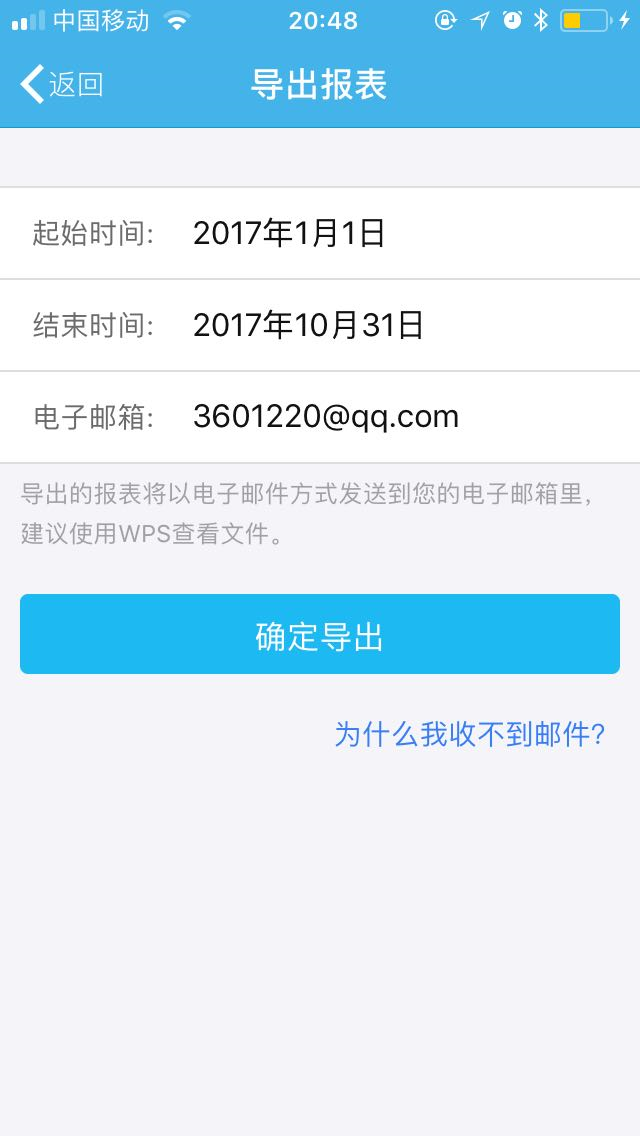 中国移动 20:48
返回 导出报表
起始时间: 2017年1月1日
结束时间: 2017年10月31日
电子邮箱: 3601220@qq.com
导出的报表将以电子邮件方式发送到您的电子邮箱里，
建议使用WPS查看文件。
确定导出
为什么我收不到邮件?